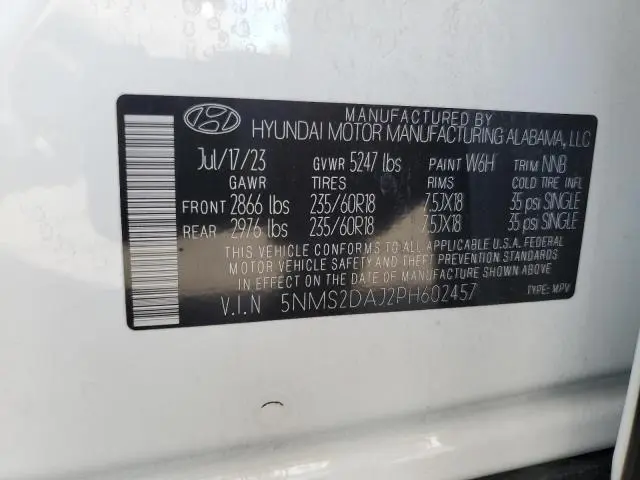 MANUFACTURED BY
HYUNDAI MOTOR MANUFACTURING ALABAMA, LLC
Jul/17/23 GVWR 5247 lbs PAINT W6H TRIM NNB
GAWR TIRES RIMS COLD TIRE INFL
FRONT 2866 lbs 235/60R18 7.5JX18 35 psi SINGLE
REAR 2976 lbs 235/60R18 7.5JX18 35 psi SINGLE
THIS VEHICLE CONFORMS TO ALL APPLICABLE U.S.A. FEDERAL
MOTOR VEHICLE SAFETY AND THEFT PREVENTION STANDARDS
IN EFFECT ON THE DATE OF MANUFACTURE SHOWN ABOVE.
V.I.N 5NMS2DAJ2PH602457 TYPE: MPV